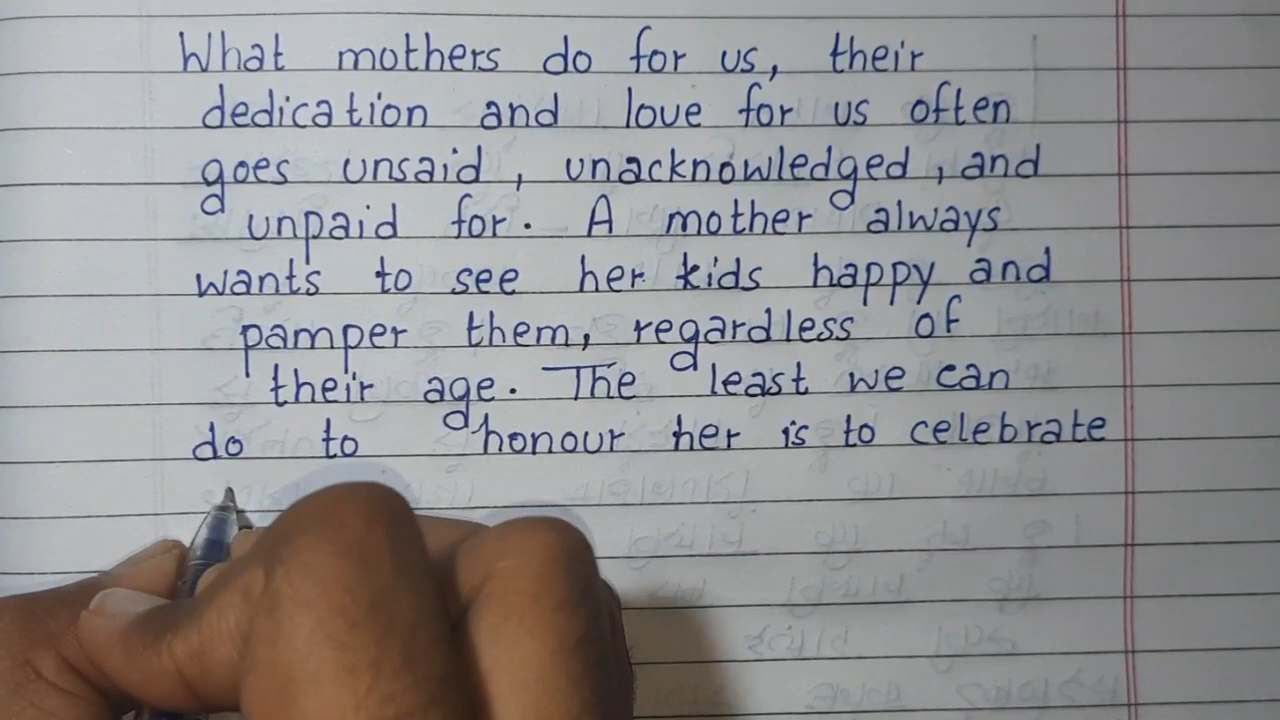 What mothers do for us, their
dedication and love for us often
goes unsaid, unacknowledged, and
unpaid for. A mother always
wants to see her kids happy and
pamper them, regardless of
their age. The least we can
do to honour her is to celebrate